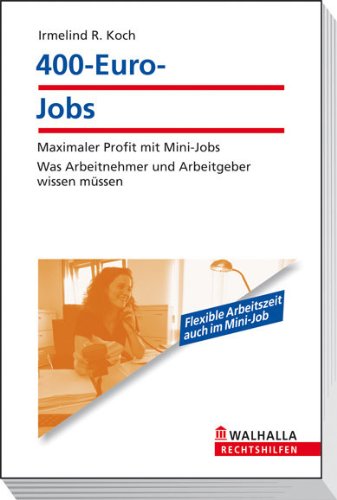 Irmelind R. Koch
400-Euro-
Jobs
Maximaler Profit mit Mini-Jobs
Was Arbeitnehmer und Arbeitgeber
wissen müssen
Flexible Arbeitszeit
auch im Mini-Job
WALHALLA
RECHTSHILFEN